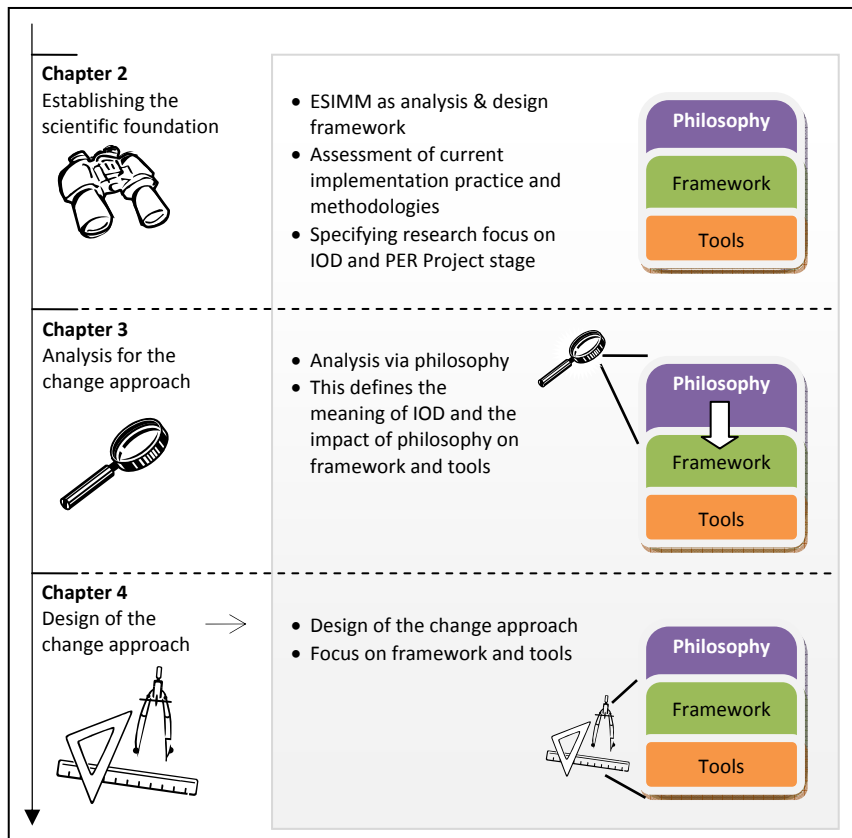 Chapter 2
Establishing the
scientific foundation
• ESIMM as analysis & design
framework
• Assessment of current
implementation practice and
methodologies
• Specifying research focus on
IOD and PER Project stage
Philosophy
Framework
Tools
Chapter 3
Analysis for the
change approach
• Analysis via philosophy
• This defines the
meaning of IOD and the
impact of philosophy on
framework and tools
Philosophy
Framework
Tools
Chapter 4
Design of the
change approach
• Design of the change approach
• Focus on framework and tools
Philosophy
Framework
Tools